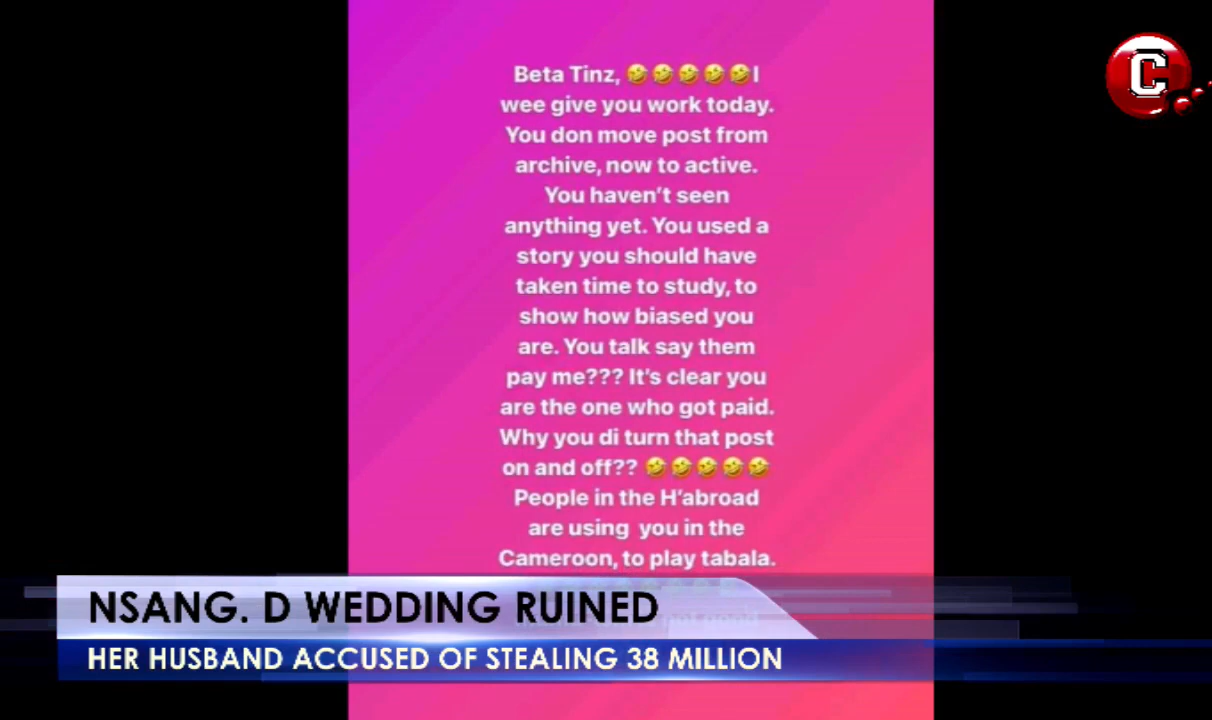 Beta Tinz, 🤣🤣🤣🤣🤣I
wee give you work today.
You don move post from
archive, now to active.
You haven't seen
anything yet. You used a
story you should have
taken time to study, to
show how biased you
are. You talk say them
pay me??? It's clear you
are the one who got paid.
Why you di turn that post
on and off?? 🤣🤣🤣🤣🤣
People in the H'abroad
are using you in the
Cameroon, to play tabala.
NSANG. D WEDDING RUINED
HER HUSBAND ACCUSED OF STEALING 38 MILLION
C